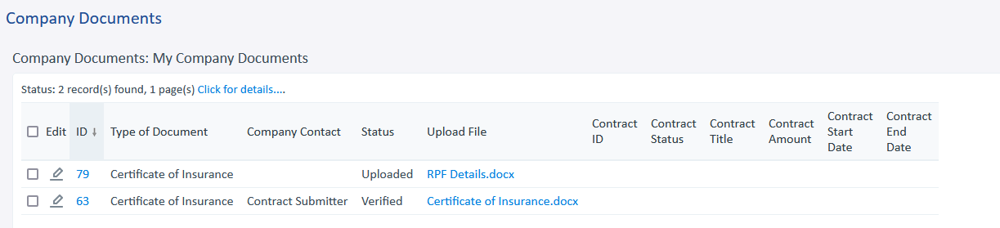 Company Documents
Company Documents: My Company Documents
Status: 2 record(s) found, 1 page(s) Click for details....
Edit ID ↓ Type of Document Company Contact Status Upload File Contract ID Contract Status Contract Title Contract Amount Contract Start Date Contract End Date
79 Certificate of Insurance Uploaded RPF Details.docx
63 Certificate of Insurance Contract Submitter Verified Certificate of Insurance.docx